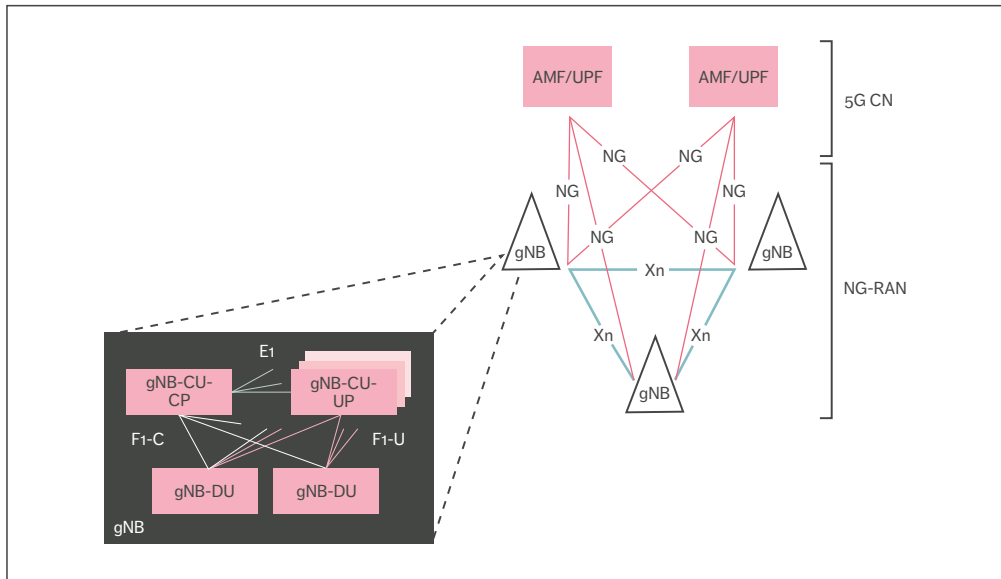 AMF/UPF
AMF/UPF
5G CN
NG
NG
NG
NG
NG
NG
gNB
gNB
Xn
NG-RAN
Xn
Xn
gNB
E1
gNB-CU-
CP
gNB-CU-
UP
F1-C
F1-U
gNB-DU
gNB-DU
gNB